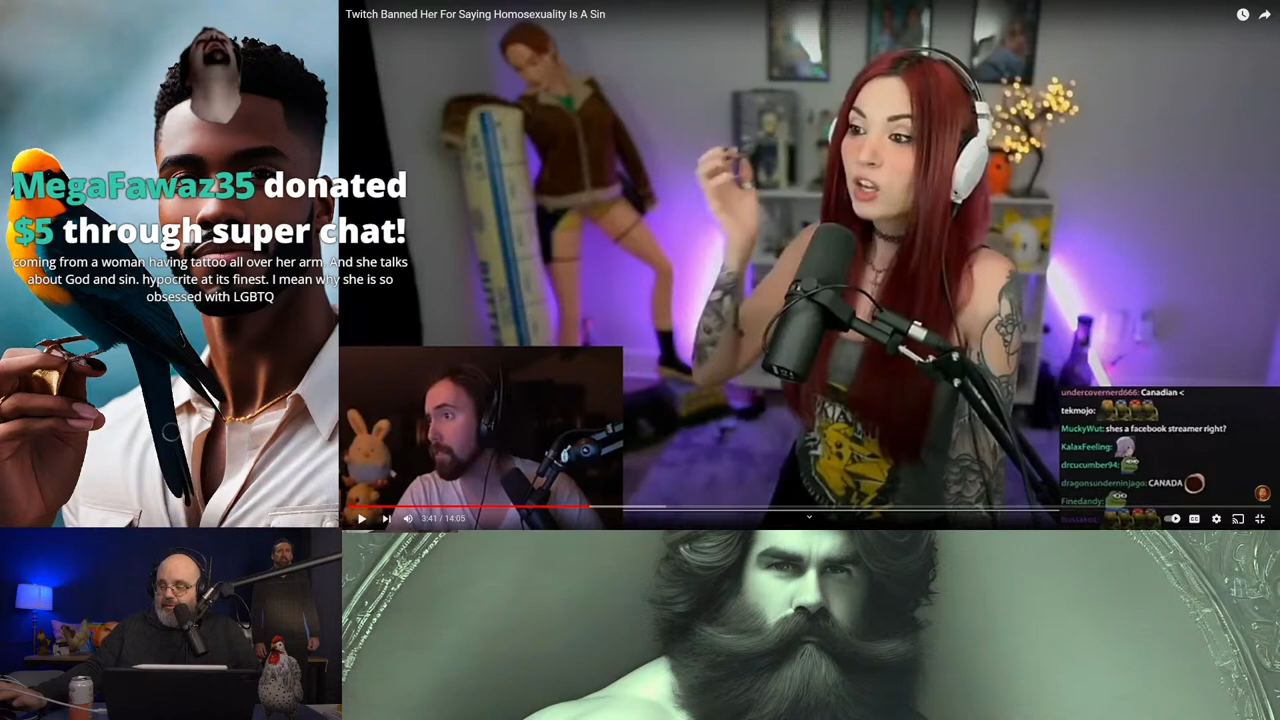 Twitch Banned Her For Saying Homosexuality Is A Sin
MegaFawaz35 donated
$5 through super chat!
coming from a woman having tattoo all over her arm. And she talks
about God and sin. hypocrite at its finest. I mean why she is so
obsessed with LGBTQ
undercovernerd666: Canadian <
tekmojo:
MuckyWut: shes a facebook streamer right?
KalaxFeeling:
drcucumber94:
dragonsunderninjago: CANADA
Finedandy:
3:41 / 14:05